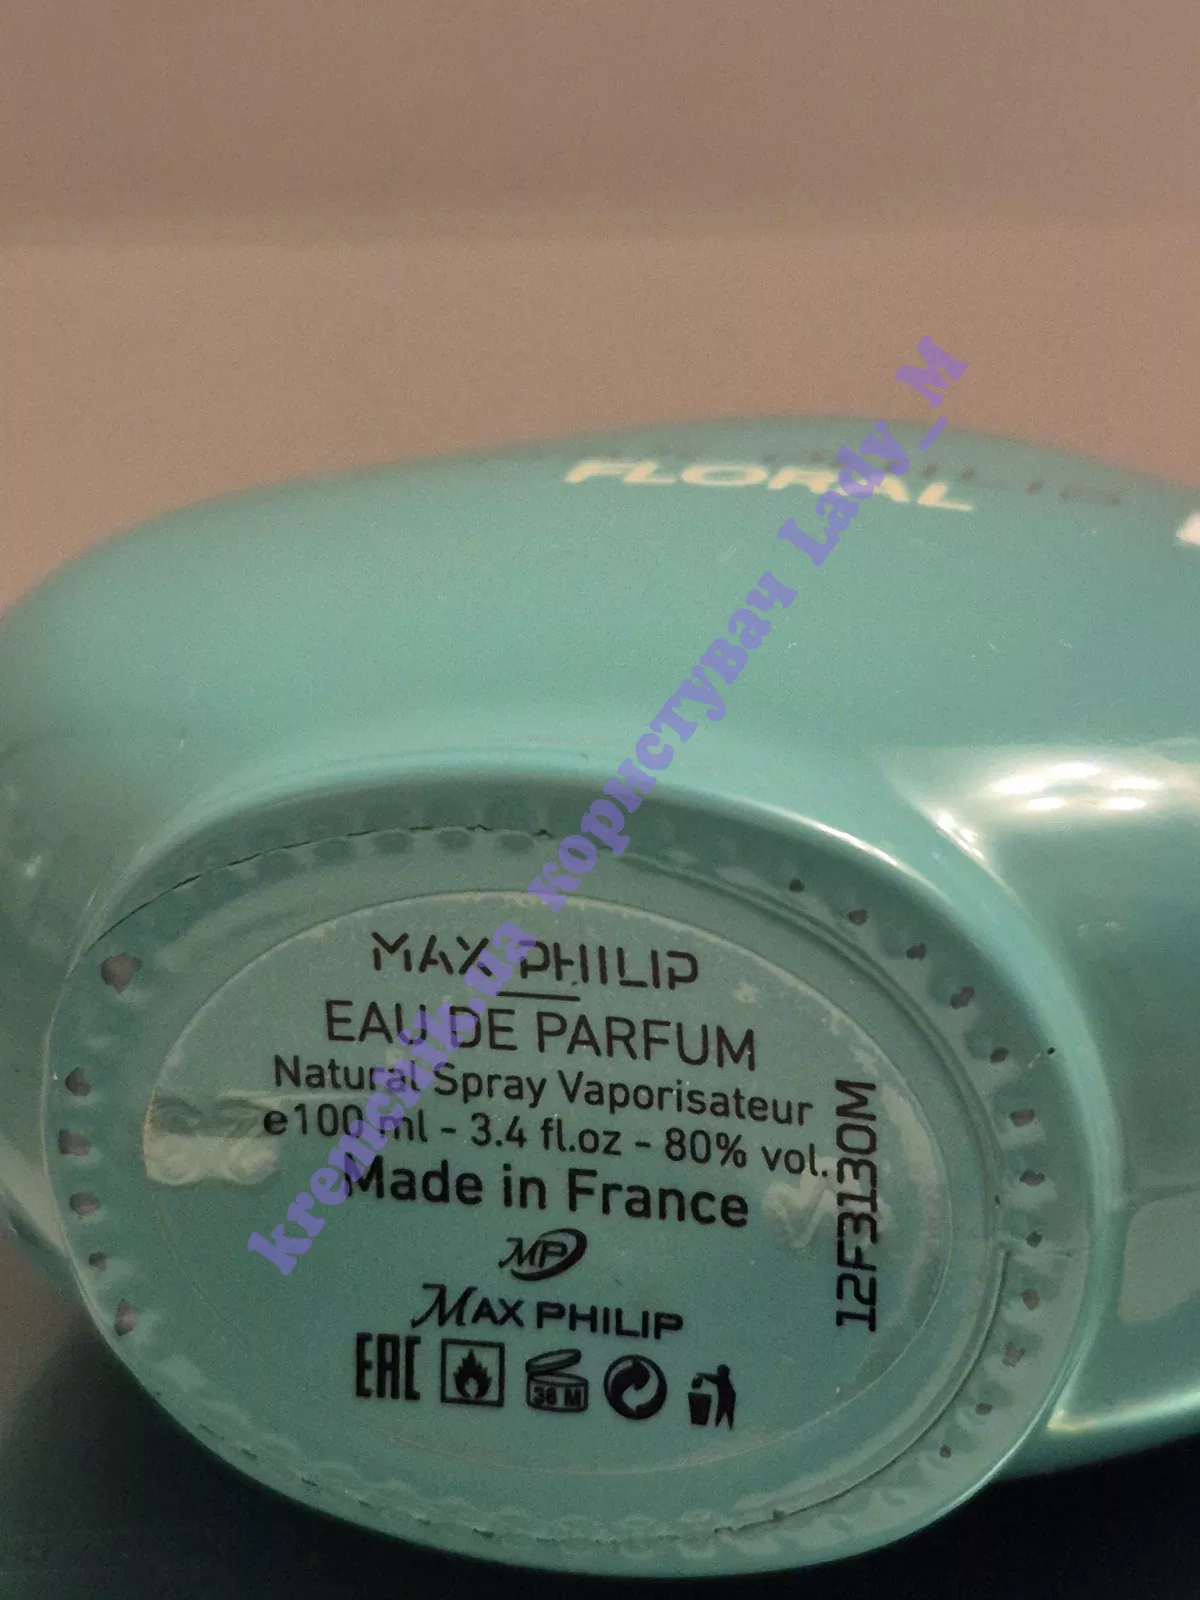 FLORAL
MAX PHILIP
EAU DE PARFUM
Natural Spray Vaporisateur
e100 ml - 3.4 fl.oz - 80% vol.
Made in France
MP
MAX PHILIP
EAC
36 M
12F3130M
kremchik.ua користувач Lady_M